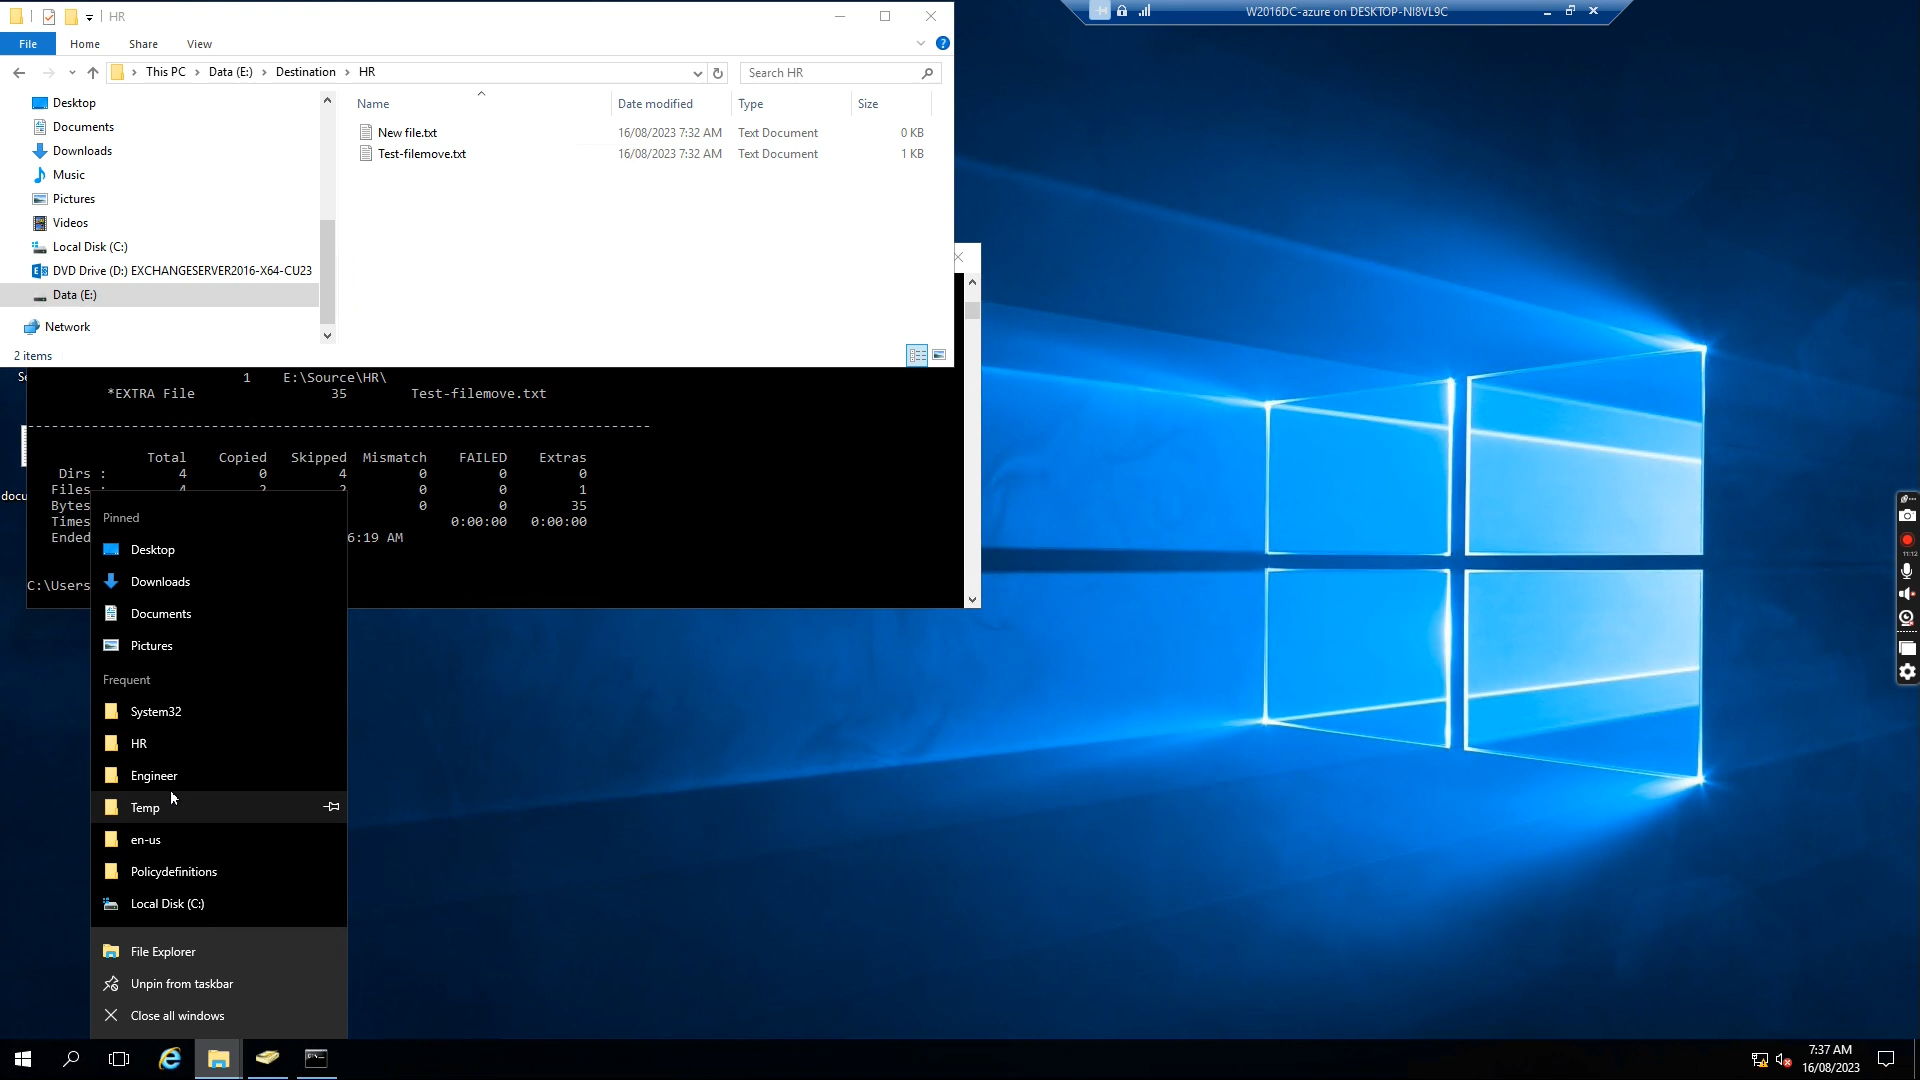 HR
W2016DC-azure on DESKTOP-NI8VL9C
File Home Share View
This PC > Data (E:) > Destination > HR
Search HR
Desktop
Documents
Downloads
Music
Pictures
Videos
Local Disk (C:)
DVD Drive (D:) EXCHANGESERVER2016-X64-CU23
Data (E:)
Network
Name Date modified Type Size
New file.txt 16/08/2023 7:32 AM Text Document 0 KB
Test-filemove.txt 16/08/2023 7:32 AM Text Document 1 KB
2 items
1 E:\Source\HR\
*EXTRA File 35 Test-filemove.txt
------------------------------------------------------------------------------
Total Copied Skipped Mismatch FAILED Extras
Dirs : 4 0 4 0 0 0
Files : 4 2 2 0 0 1
Bytes 0 0 35
Times 0:00:00 0:00:00
Ended 6:19 AM
C:\Users
docu
Pinned
Desktop
Downloads
Documents
Pictures
Frequent
System32
HR
Engineer
Temp
en-us
Policydefinitions
Local Disk (C:)
File Explorer
Unpin from taskbar
Close all windows
11:12
7:37 AM
16/08/2023